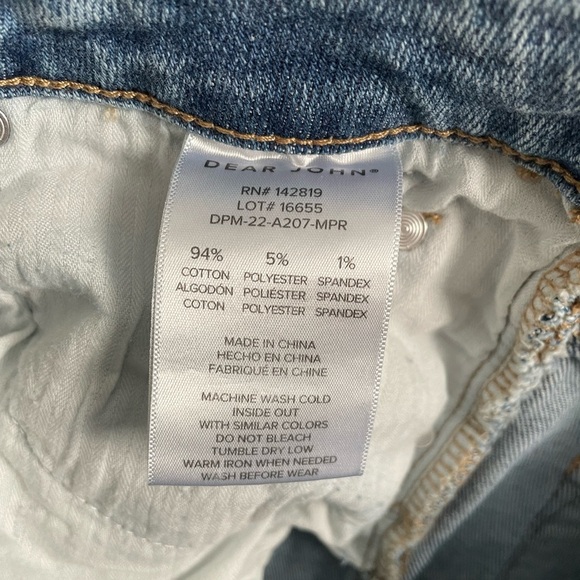 DEAR JOHN®
RN# 142819
LOT# 16655
DPM-22-A207-MPR
94% 5% 1%
COTTON POLYESTER SPANDEX
ALGODÓN POLIÉSTER SPANDEX
COTON POLYESTER SPANDEX
MADE IN CHINA
HECHO EN CHINA
FABRIQUÉ EN CHINE
MACHINE WASH COLD
INSIDE OUT
WITH SIMILAR COLORS
DO NOT BLEACH
TUMBLE DRY LOW
WARM IRON WHEN NEEDED
WASH BEFORE WEAR